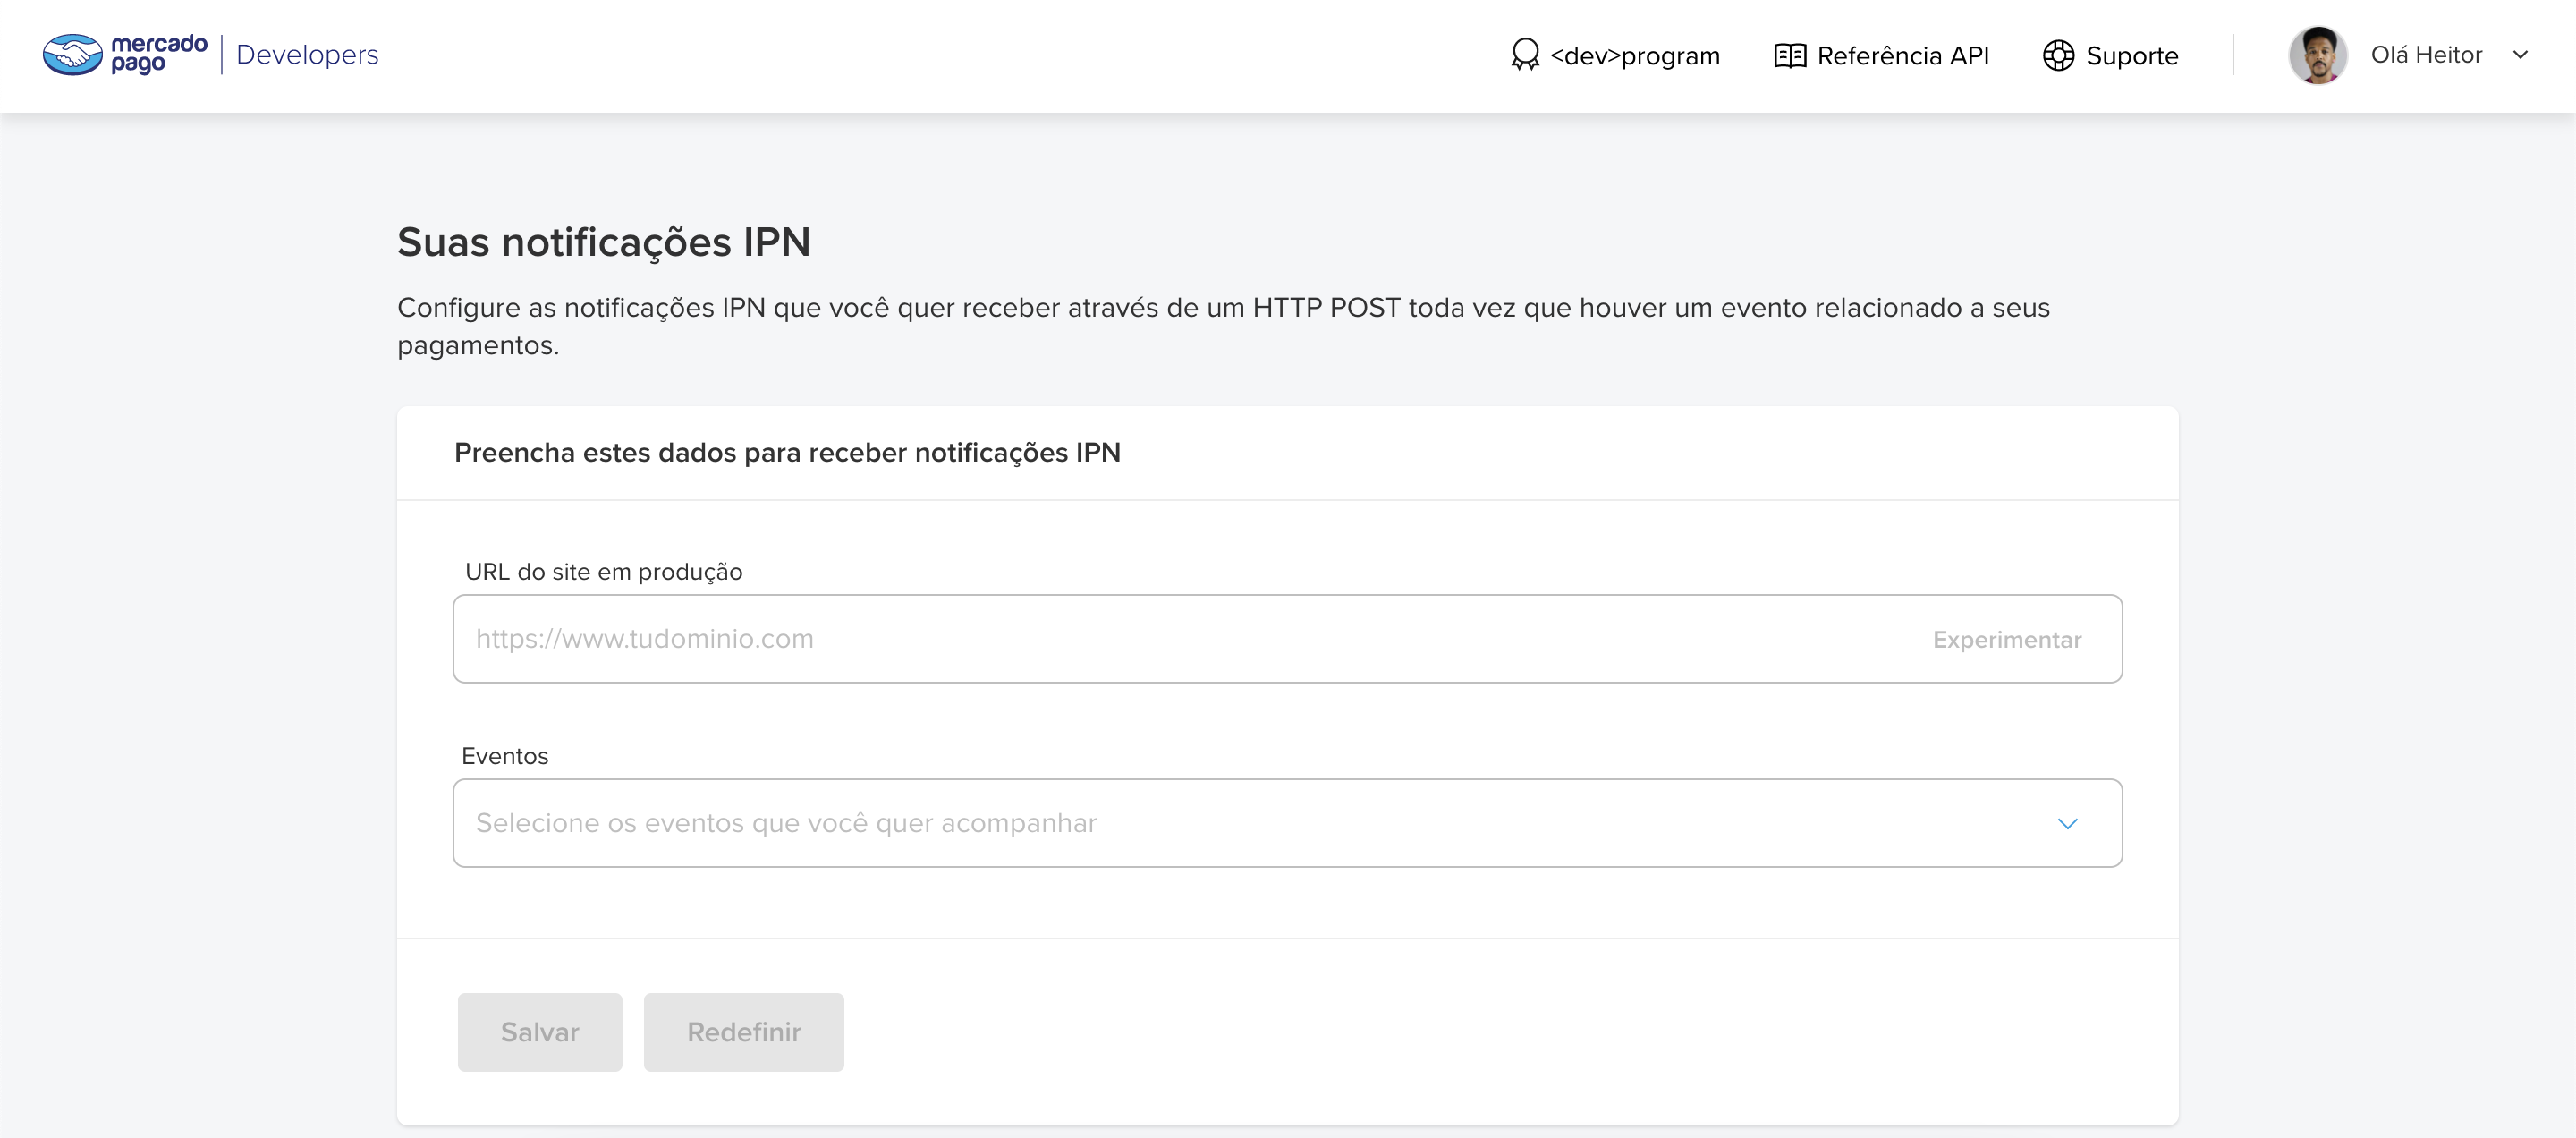 mercado
pago
Developers
<dev>program
Referência API
Suporte
Olá Heitor
Suas notificações IPN
Configure as notificações IPN que você quer receber através de um HTTP POST toda vez que houver um evento relacionado a seus
pagamentos.
Preencha estes dados para receber notificações IPN
URL do site em produção
https://www.tudominio.com
Experimentar
Eventos
Selecione os eventos que você quer acompanhar
Salvar
Redefinir